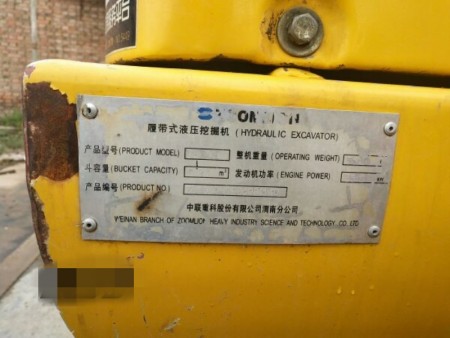 ZOOMLION
履带式液压挖掘机 (HYDRAULIC EXCAVATOR)
产品型号(PRODUCT MODEL) 整机重量(OPERATING WEIGHT)
斗容量(BUCKET CAPACITY) m³ 发动机功率(ENGINE POWER) kW
产品编号(PRODUCT NO)
中联重科股份有限公司渭南分公司
WEINAN BRANCH OF ZOOMLION HEAVY INDUSTRY SCIENCE AND TECHNOLOGY CO., LTD